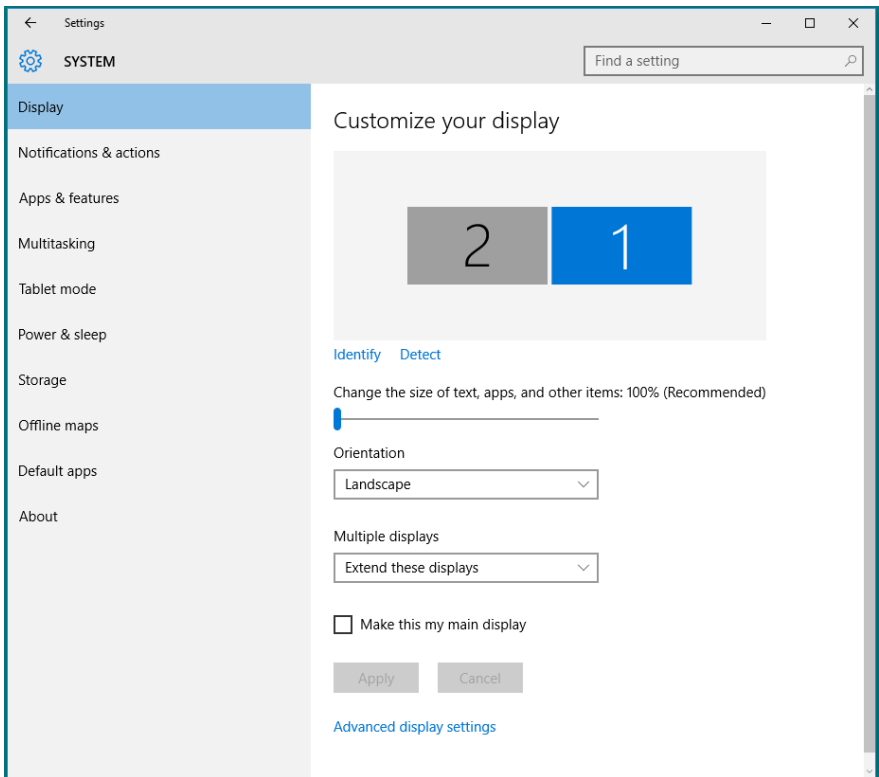 Settings
SYSTEM
Find a setting
Display
Notifications & actions
Apps & features
Multitasking
Tablet mode
Power & sleep
Storage
Offline maps
Default apps
About
Customize your display
2 1
Identify Detect
Change the size of text, apps, and other items: 100% (Recommended)
Orientation
Landscape
Multiple displays
Extend these displays
Make this my main display
Apply Cancel
Advanced display settings